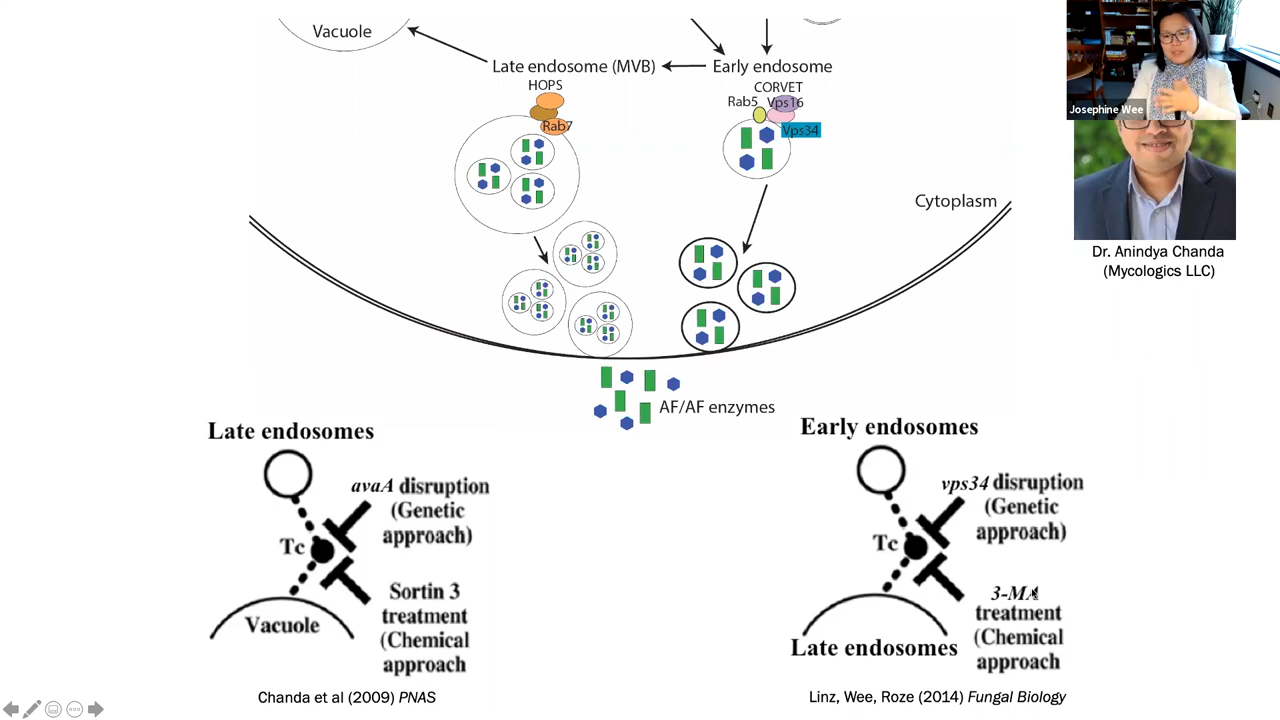 Vacuole
Late endosome (MVB)
Early endosome
HOPS
CORVET
Rab5
Vps16
Rab7
Vps34
Cytoplasm
AF/AF enzymes
Josephine Wee
Dr. Anindya Chanda
(Mycologics LLC)
Late endosomes
avaA disruption
(Genetic
approach)
Tc
Sortin 3
treatment
(Chemical
approach
Vacuole
Chanda et al (2009) PNAS
Early endosomes
vps34 disruption
(Genetic
approach)
Tc
3-MA
treatment
(Chemical
approach
Late endosomes
Linz, Wee, Roze (2014) Fungal Biology